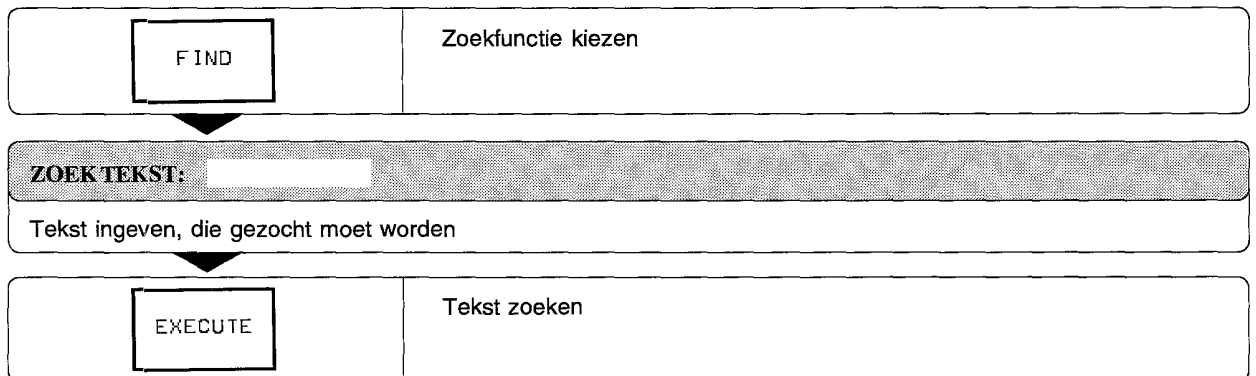 FIND
Zoekfunctie kiezen
ZOEK TEKST:
Tekst ingeven, die gezocht moet worden
EXECUTE
Tekst zoeken